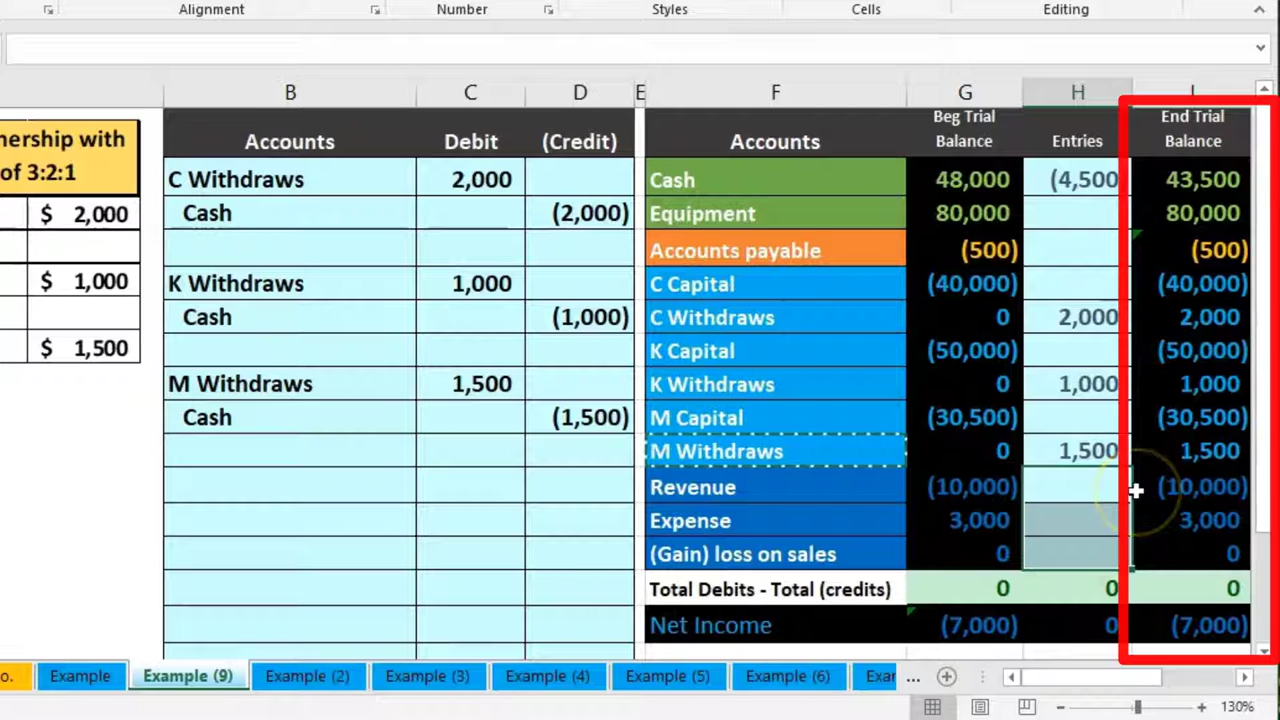 Alignment Number Styles Cells Editing
B C D E F G H
nership with
of 3:2:1
$ 2,000
$ 1,000
$ 1,500
Accounts Debit (Credit)
C Withdraws 2,000
Cash (2,000)
K Withdraws 1,000
Cash (1,000)
M Withdraws 1,500
Cash (1,500)
Accounts Beg Trial Balance Entries End Trial Balance
Cash 48,000 (4,500 43,500
Equipment 80,000 80,000
Accounts payable (500) (500)
C Capital (40,000) (40,000)
C Withdraws 0 2,000 2,000
K Capital (50,000) (50,000)
K Withdraws 0 1,000 1,000
M Capital (30,500) (30,500)
M Withdraws 0 1,500 1,500
Revenue (10,000) (10,000)
Expense 3,000 3,000
(Gain) loss on sales 0 0
Total Debits - Total (credits) 0 0 0
Net Income (7,000) 0 (7,000)
o. Example Example (9) Example (2) Example (3) Example (4) Example (5) Example (6) Exar ...
130%